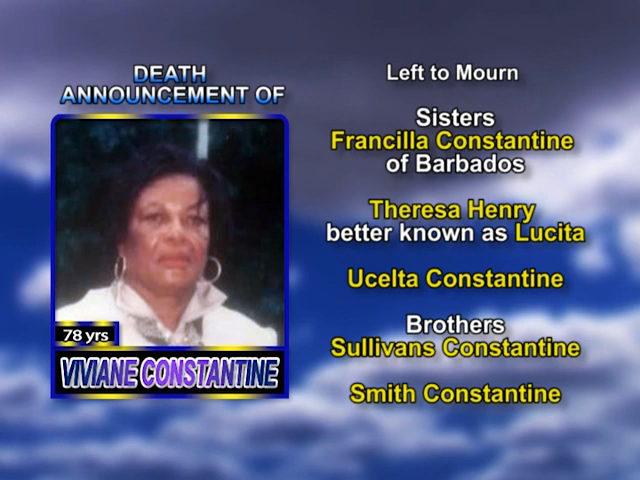 DEATH
ANNOUNCEMENT OF
78 yrs
VIVIANE CONSTANTINE
Left to Mourn
Sisters
Francilla Constantine
of Barbados
Theresa Henry
better known as Lucita
Ucelta Constantine
Brothers
Sullivans Constantine
Smith Constantine